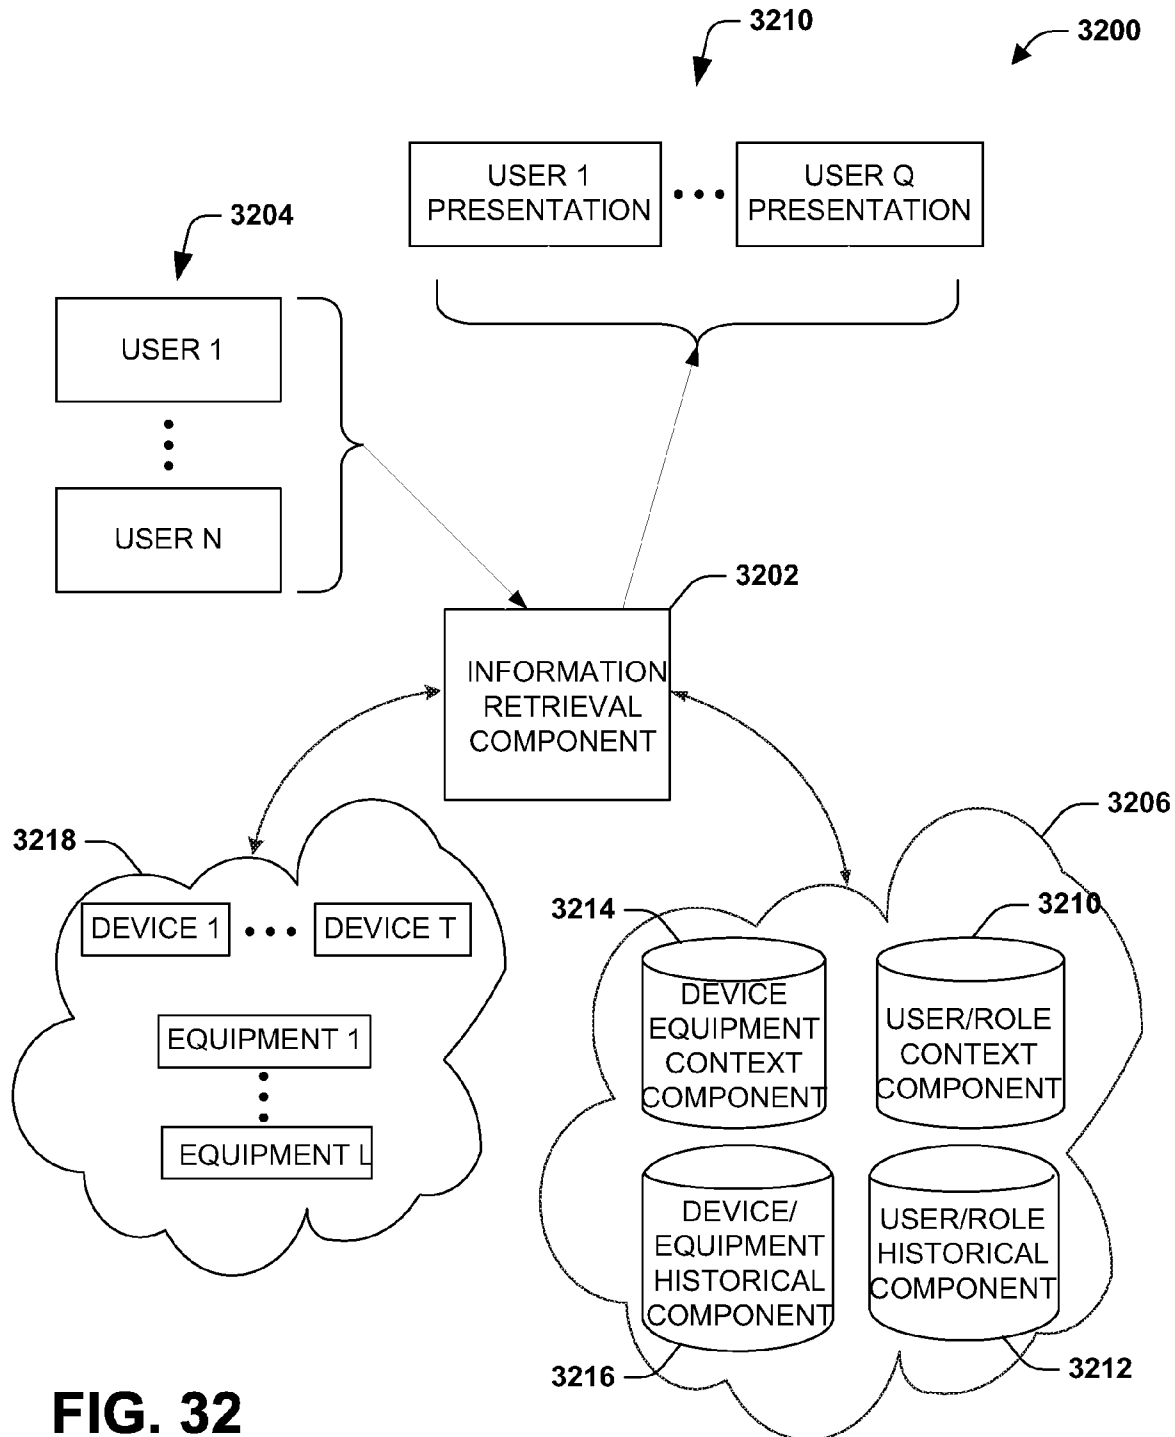 3210
3200
USER 1
PRESENTATION
USER Q
PRESENTATION
3204
USER 1
USER N
3202
INFORMATION
RETRIEVAL
COMPONENT
3218
DEVICE 1
DEVICE T
EQUIPMENT 1
EQUIPMENT L
3206
3214
3210
DEVICE
EQUIPMENT
CONTEXT
COMPONENT
USER/ROLE
CONTEXT
COMPONENT
DEVICE/
EQUIPMENT
HISTORICAL
COMPONENT
USER/ROLE
HISTORICAL
COMPONENT
3216
3212
FIG. 32